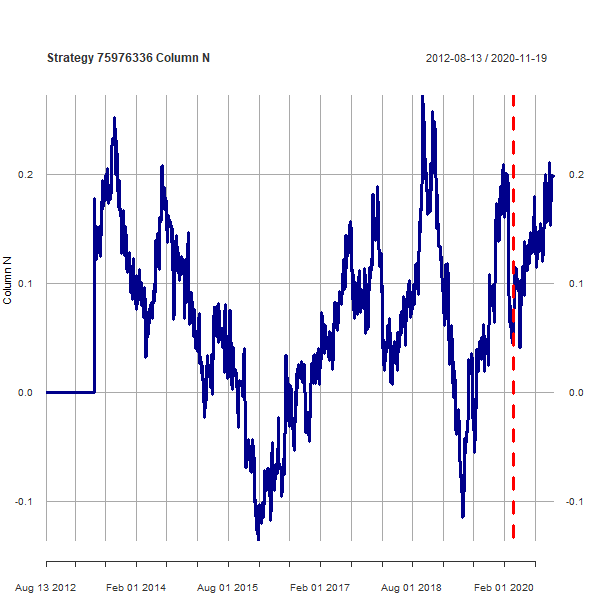 Strategy 75976336 Column N
2012-08-13 / 2020-11-19
Column N
0.2
0.2
0.1
0.1
0.0
0.0
-0.1
-0.1
Aug 13 2012
Feb 01 2014
Aug 01 2015
Feb 01 2017
Aug 01 2018
Feb 01 2020